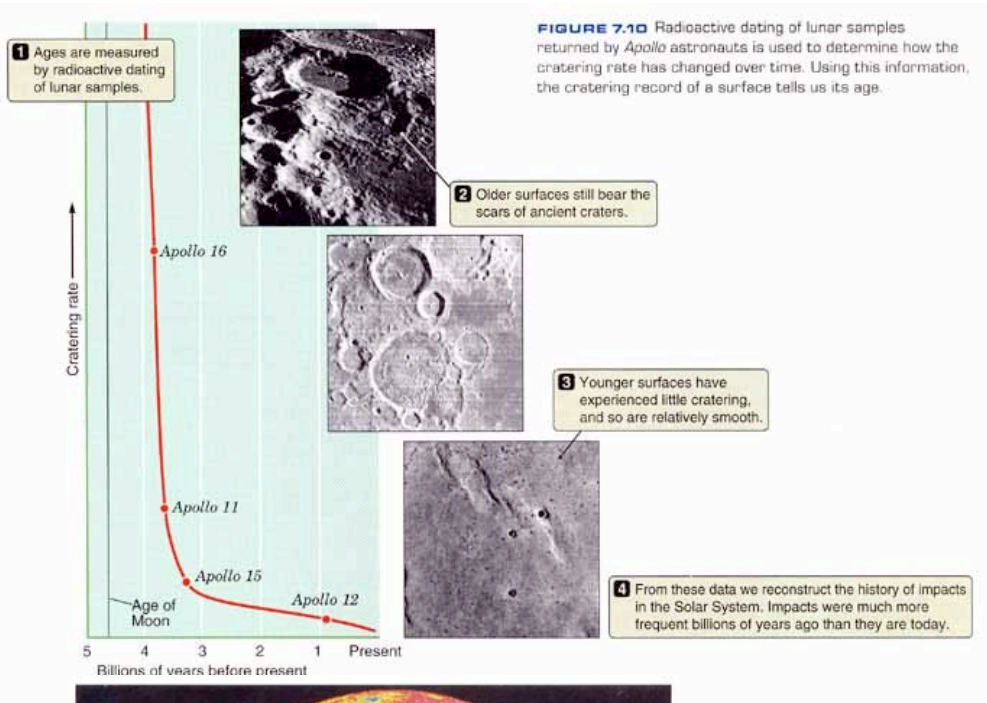 FIGURE 7.10 Radioactive dating of lunar samples
returned by Apollo astronauts is used to determine how the
cratering rate has changed over time. Using this information,
the cratering record of a surface tells us its age.
1 Ages are measured
by radioactive dating
of lunar samples.
2 Older surfaces still bear the
scars of ancient craters.
Apollo 16
Cratering rate
3 Younger surfaces have
experienced little cratering,
and so are relatively smooth.
Apollo 11
Apollo 15
Apollo 12
Age of
Moon
4 From these data we reconstruct the history of impacts
in the Solar System. Impacts were much more
frequent billions of years ago than they are today.
5 4 3 2 1 Present
Billions of years before present